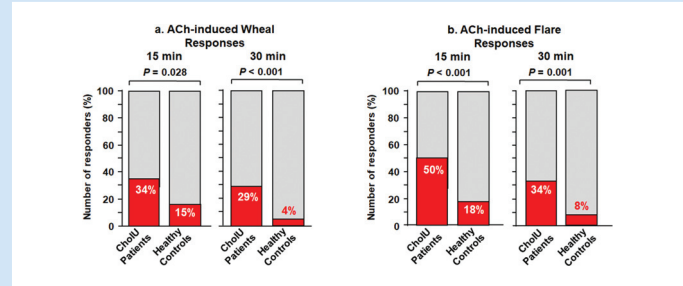 a. ACh-induced Wheal
Responses
15 min
30 min
P = 0.028
P < 0.001
Number of responders (%)
100
80
60
40
20
0
34%
15%
29%
4%
CholU
Patients
Healthy
Controls
CholU
Patients
Healthy
Controls
b. ACh-induced Flare
Responses
15 min
30 min
P < 0.001
P = 0.001
Number of responders (%)
100
80
60
40
20
0
50%
18%
34%
8%
CholU
Patients
Healthy
Controls
CholU
Patients
Healthy
Controls